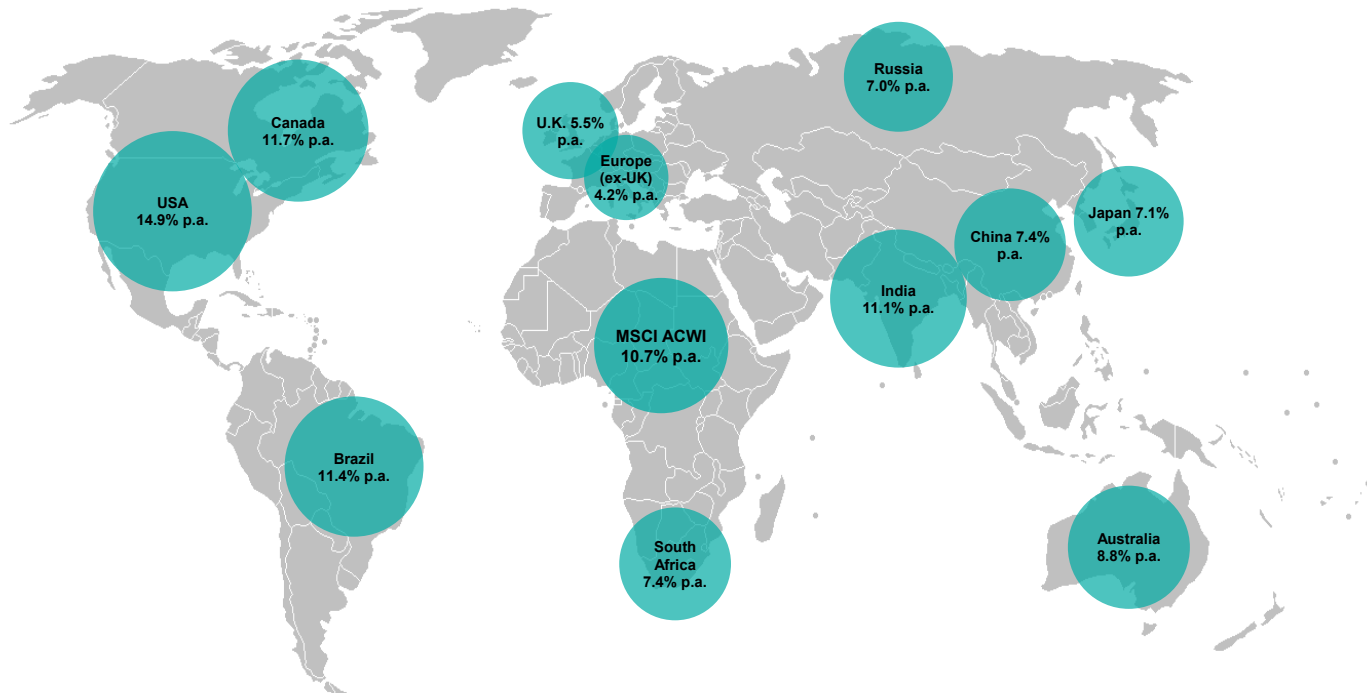 Russia
7.0% p.a.
Canada
11.7% p.a.
U.K. 5.5%
p.a.
Europe
(ex-UK)
4.2% p.a.
USA
14.9% p.a.
Japan 7.1%
p.a.
China 7.4%
p.a.
India
11.1% p.a.
MSCI ACWI
10.7% p.a.
Brazil
11.4% p.a.
South
Africa
7.4% p.a.
Australia
8.8% p.a.